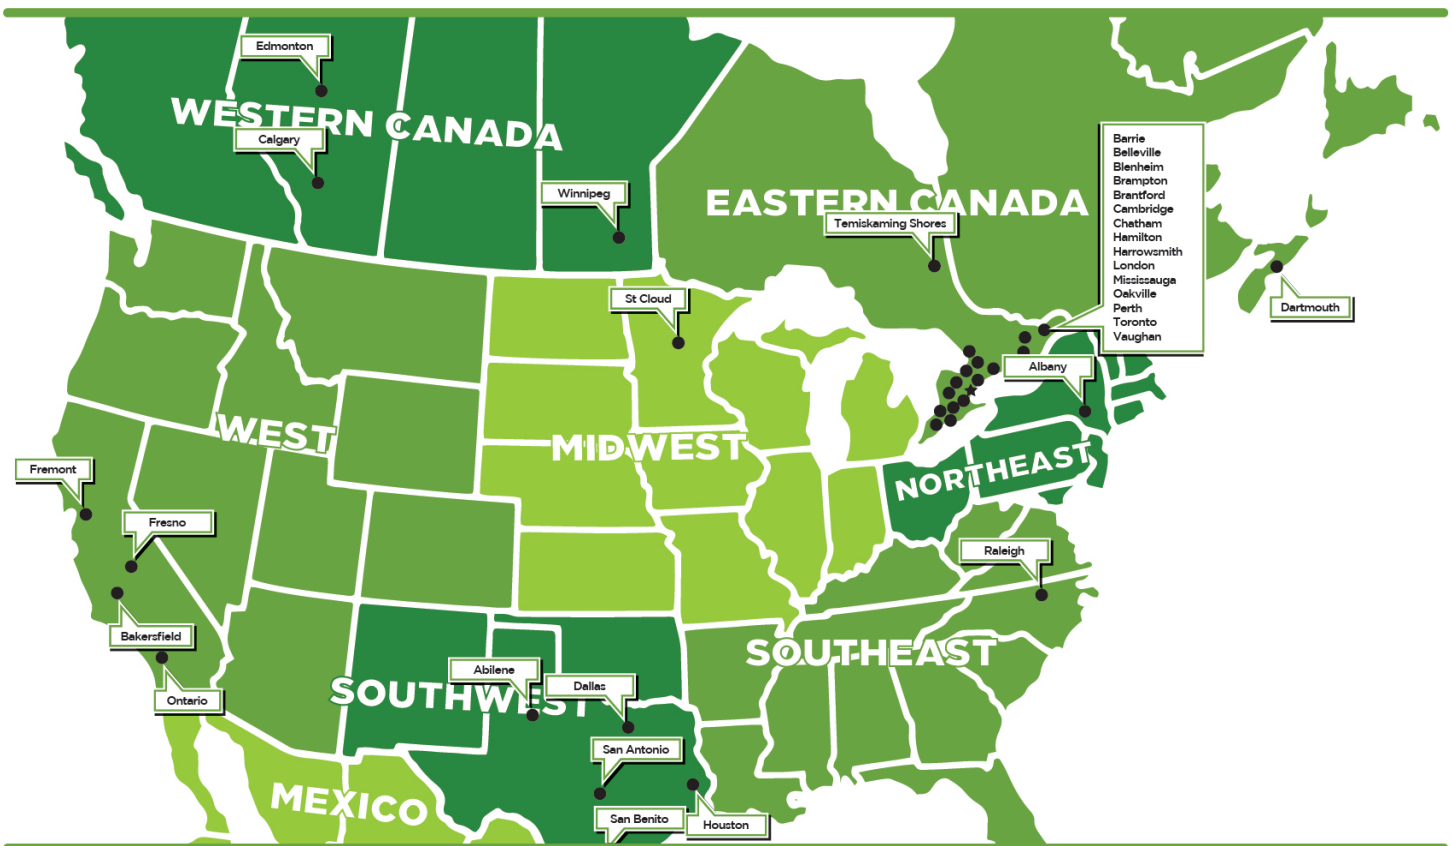 Edmonton
WESTERN CANADA
Calgary
Winnipeg
EASTERN CANADA
Temiskaming Shores
Barrie
Belleville
Blenheim
Brampton
Brantford
Cambridge
Chatham
Hamilton
Harrowsmith
London
Mississauga
Oakville
Perth
Toronto
Vaughan
Dartmouth
St Cloud
Albany
WEST
MIDWEST
NORTHEAST
Fremont
Fresno
Raleigh
Bakersfield
SOUTHEAST
Ontario
Abilene
Dallas
SOUTHWEST
San Antonio
MEXICO
San Benito
Houston